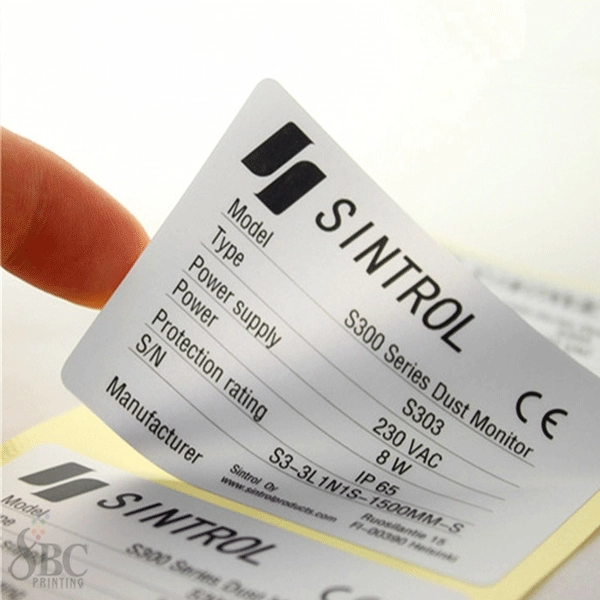 SINTROL
Model S300 Series Dust Monitor
Type S303
Power supply 230 VAC
Power 8 W
Protection rating IP 65
S/N S3-3L1N1S-1500MM-S
Manufacturer Sintrol Oy Ruosilantie 15
www.sintrolproducts.com FI-00390 Helsinki
CE
SINTROL
Model
S300 Series Dust
SBC
PRINTING